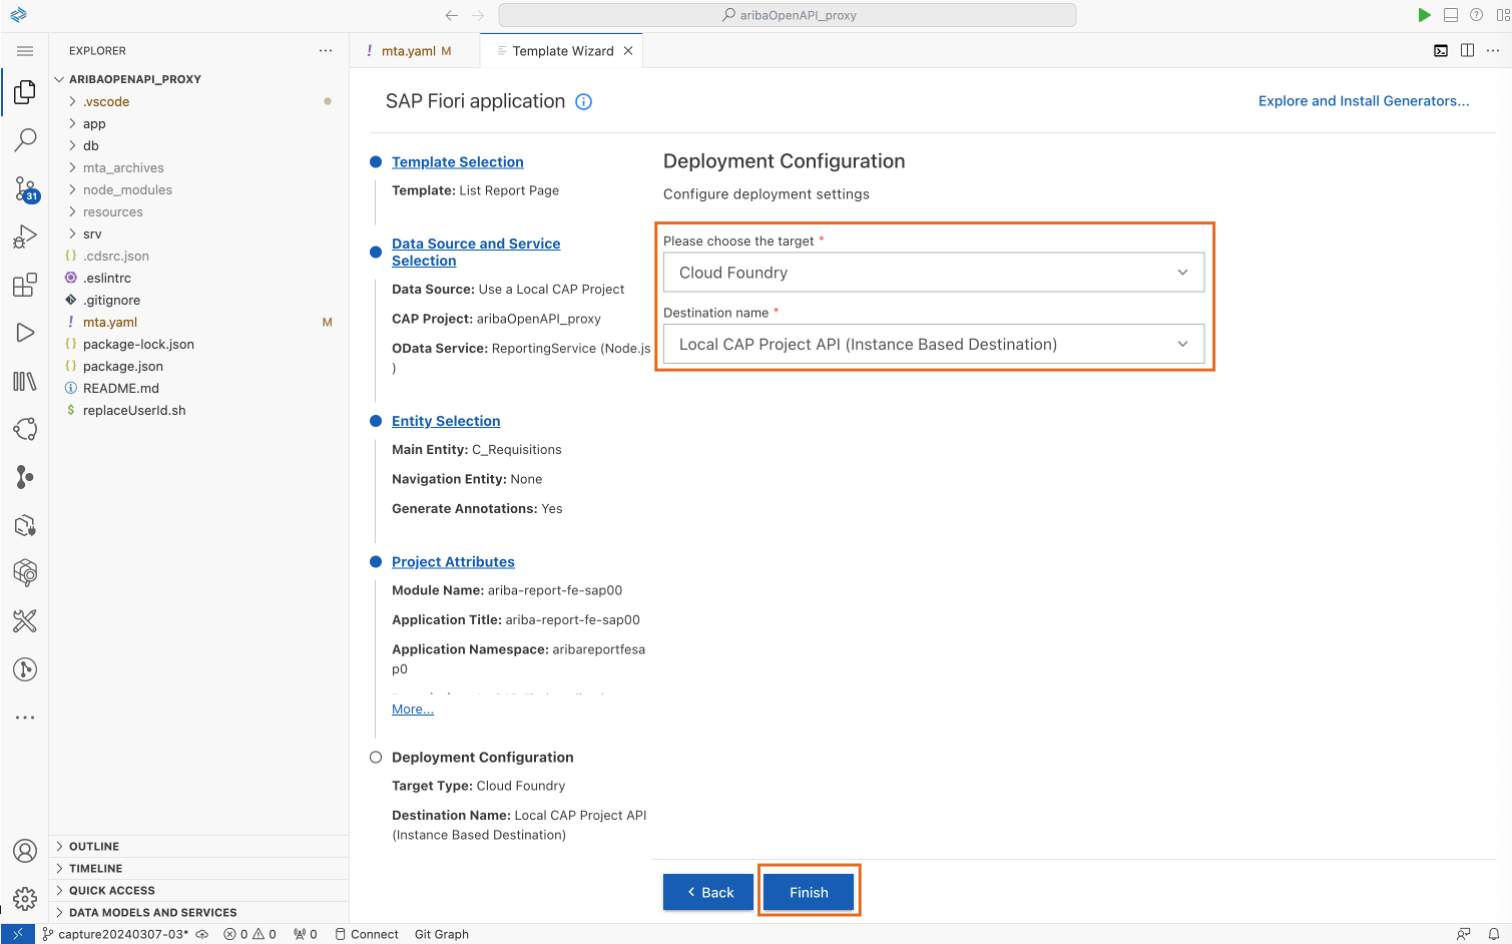 aribaOpenAPI_proxy
EXPLORER
mta.yaml M
Template Wizard
ARIBAOPENAPI_PROXY
.vscode
app
db
mta_archives
node_modules
resources
srv
.cdsrc.json
.eslintrc
.gitignore
mta.yaml M
package-lock.json
package.json
README.md
replaceUserId.sh
31
OUTLINE
TIMELINE
QUICK ACCESS
DATA MODELS AND SERVICES
SAP Fiori application
Explore and Install Generators...
Template Selection
Template: List Report Page
Data Source and Service
Selection
Data Source: Use a Local CAP Project
CAP Project: aribaOpenAPI_proxy
OData Service: ReportingService (Node.js
)
Entity Selection
Main Entity: C_Requisitions
Navigation Entity: None
Generate Annotations: Yes
Project Attributes
Module Name: ariba-report-fe-sap00
Application Title: ariba-report-fe-sap00
Application Namespace: aribareportfesa
p0
More...
Deployment Configuration
Target Type: Cloud Foundry
Destination Name: Local CAP Project API
(Instance Based Destination)
Deployment Configuration
Configure deployment settings
Please choose the target *
Cloud Foundry
Destination name *
Local CAP Project API (Instance Based Destination)
Back
Finish
capture20240307-03* 0 0 0 Connect Git Graph